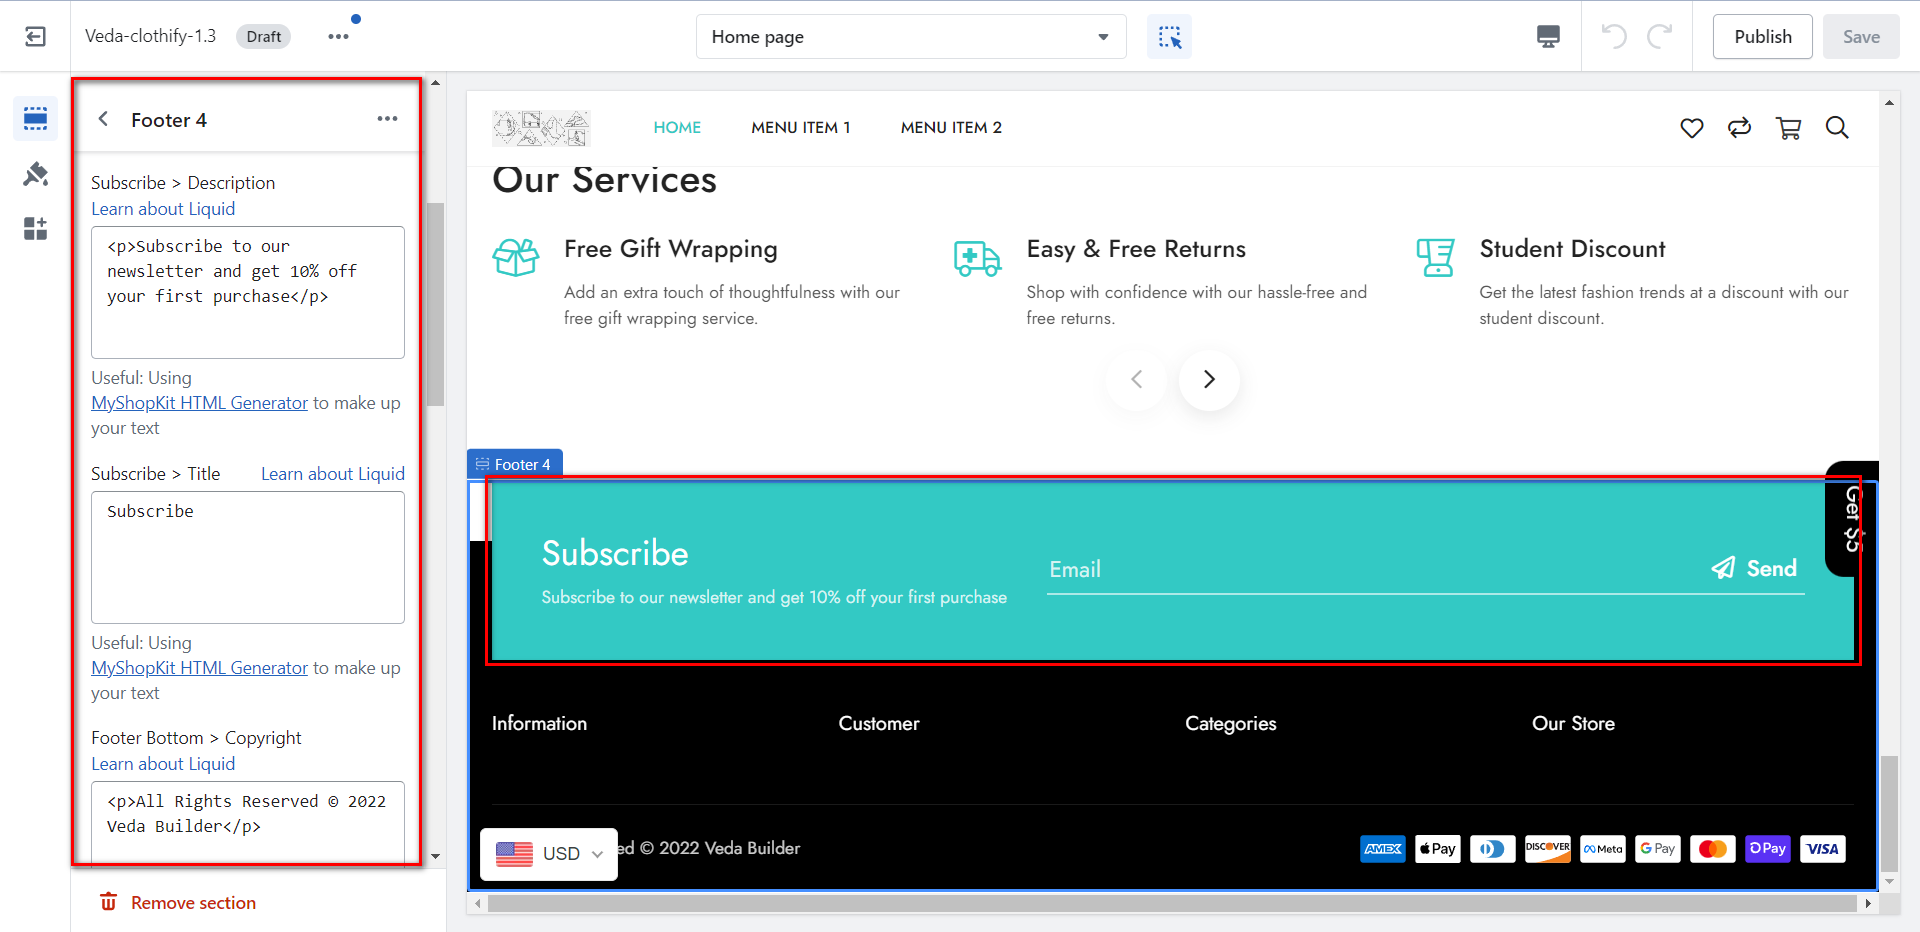 Veda-clothify-1.3 Draft
Home page
Publish
Save
Footer 4
Subscribe > Description
Learn about Liquid
<p>Subscribe to our
newsletter and get 10% off
your first purchase</p>
Useful: Using
MyShopKit HTML Generator to make up
your text
Subscribe > Title Learn about Liquid
Subscribe
Useful: Using
MyShopKit HTML Generator to make up
your text
Footer Bottom > Copyright
Learn about Liquid
<p>All Rights Reserved © 2022
Veda Builder</p>
Remove section
HOME MENU ITEM 1 MENU ITEM 2
Our Services
Free Gift Wrapping
Add an extra touch of thoughtfulness with our
free gift wrapping service.
Easy & Free Returns
Shop with confidence with our hassle-free and
free returns.
Student Discount
Get the latest fashion trends at a discount with our
student discount.
Footer 4
Get $5
Subscribe
Subscribe to our newsletter and get 10% off your first purchase
Email
Send
Information Customer Categories Our Store
USD
ed © 2022 Veda Builder
AMEX Pay DISCOVER Meta G Pay Pay VISA